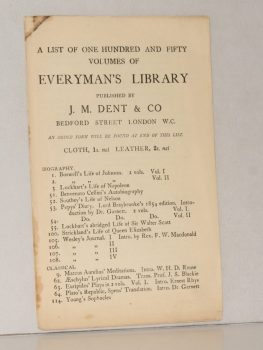 A LIST OF ONE HUNDRED AND FIFTY
VOLUMES OF
EVERYMAN'S LIBRARY
PUBLISHED BY
J. M. DENT & CO
BEDFORD STREET LONDON W.C.
AN ORDER FORM WILL BE FOUND AT END OF THIS LIST
CLOTH, 1s. net LEATHER, 2s. net
BIOGRAPHY
1. Boswell's Life of Johnson. 2 vols. Vol. I
2. " " " Vol. II
3. Lockhart's Life of Napoleon
51. Benvenuto Cellini's Autobiography
52. Southey's Life of Nelson
53. Pepys' Diary. Lord Braybrooke's 1854 edition. Intro-
duction by Dr. Garnett. 2 vols. Vol. I.
54. Do. Do. Do. Vol. II
55. Lockhart's abridged Life of Sir Walter Scott
100. Strickland's Life of Queen Elizabeth
105. Wesley's Journal. I Intro. by Rev. F. W. Macdonald
106. " " II
107. " " III
108. " " IV
CLASSICAL
9. Marcus Aurelius' Meditations. Intro. W. H. D. Rouse
62. Æschylus' Lyrical Dramas. Trans. Prof. J. S. Blackie
63. Euripides' Plays in 2 vols. Vol. I. Intro. Ernest Rhys
64. Plato's Republic, Spens' Translation. Intro. Dr. Garnett
114. Young's Sophocles